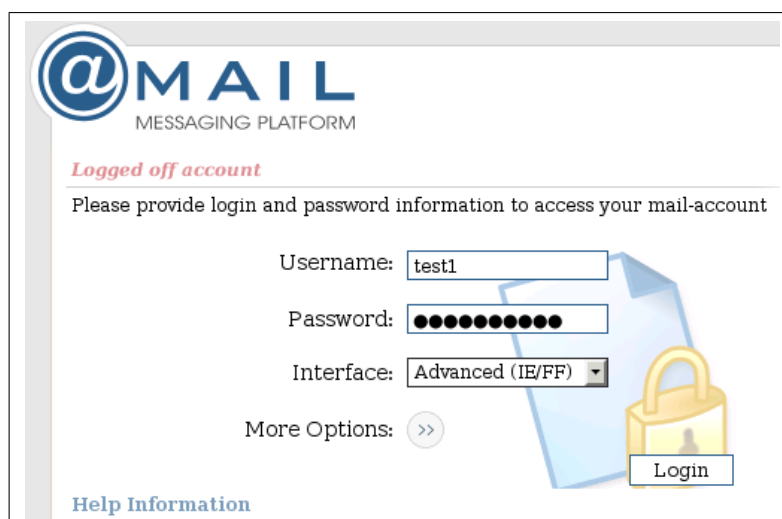 @MAIL
MESSAGING PLATFORM
Logged off account
Please provide login and password information to access your mail-account
Username: test1
Password: ●●●●●●●●●●
Interface: Advanced (IE/FF)
More Options: >>
Login
Help Information